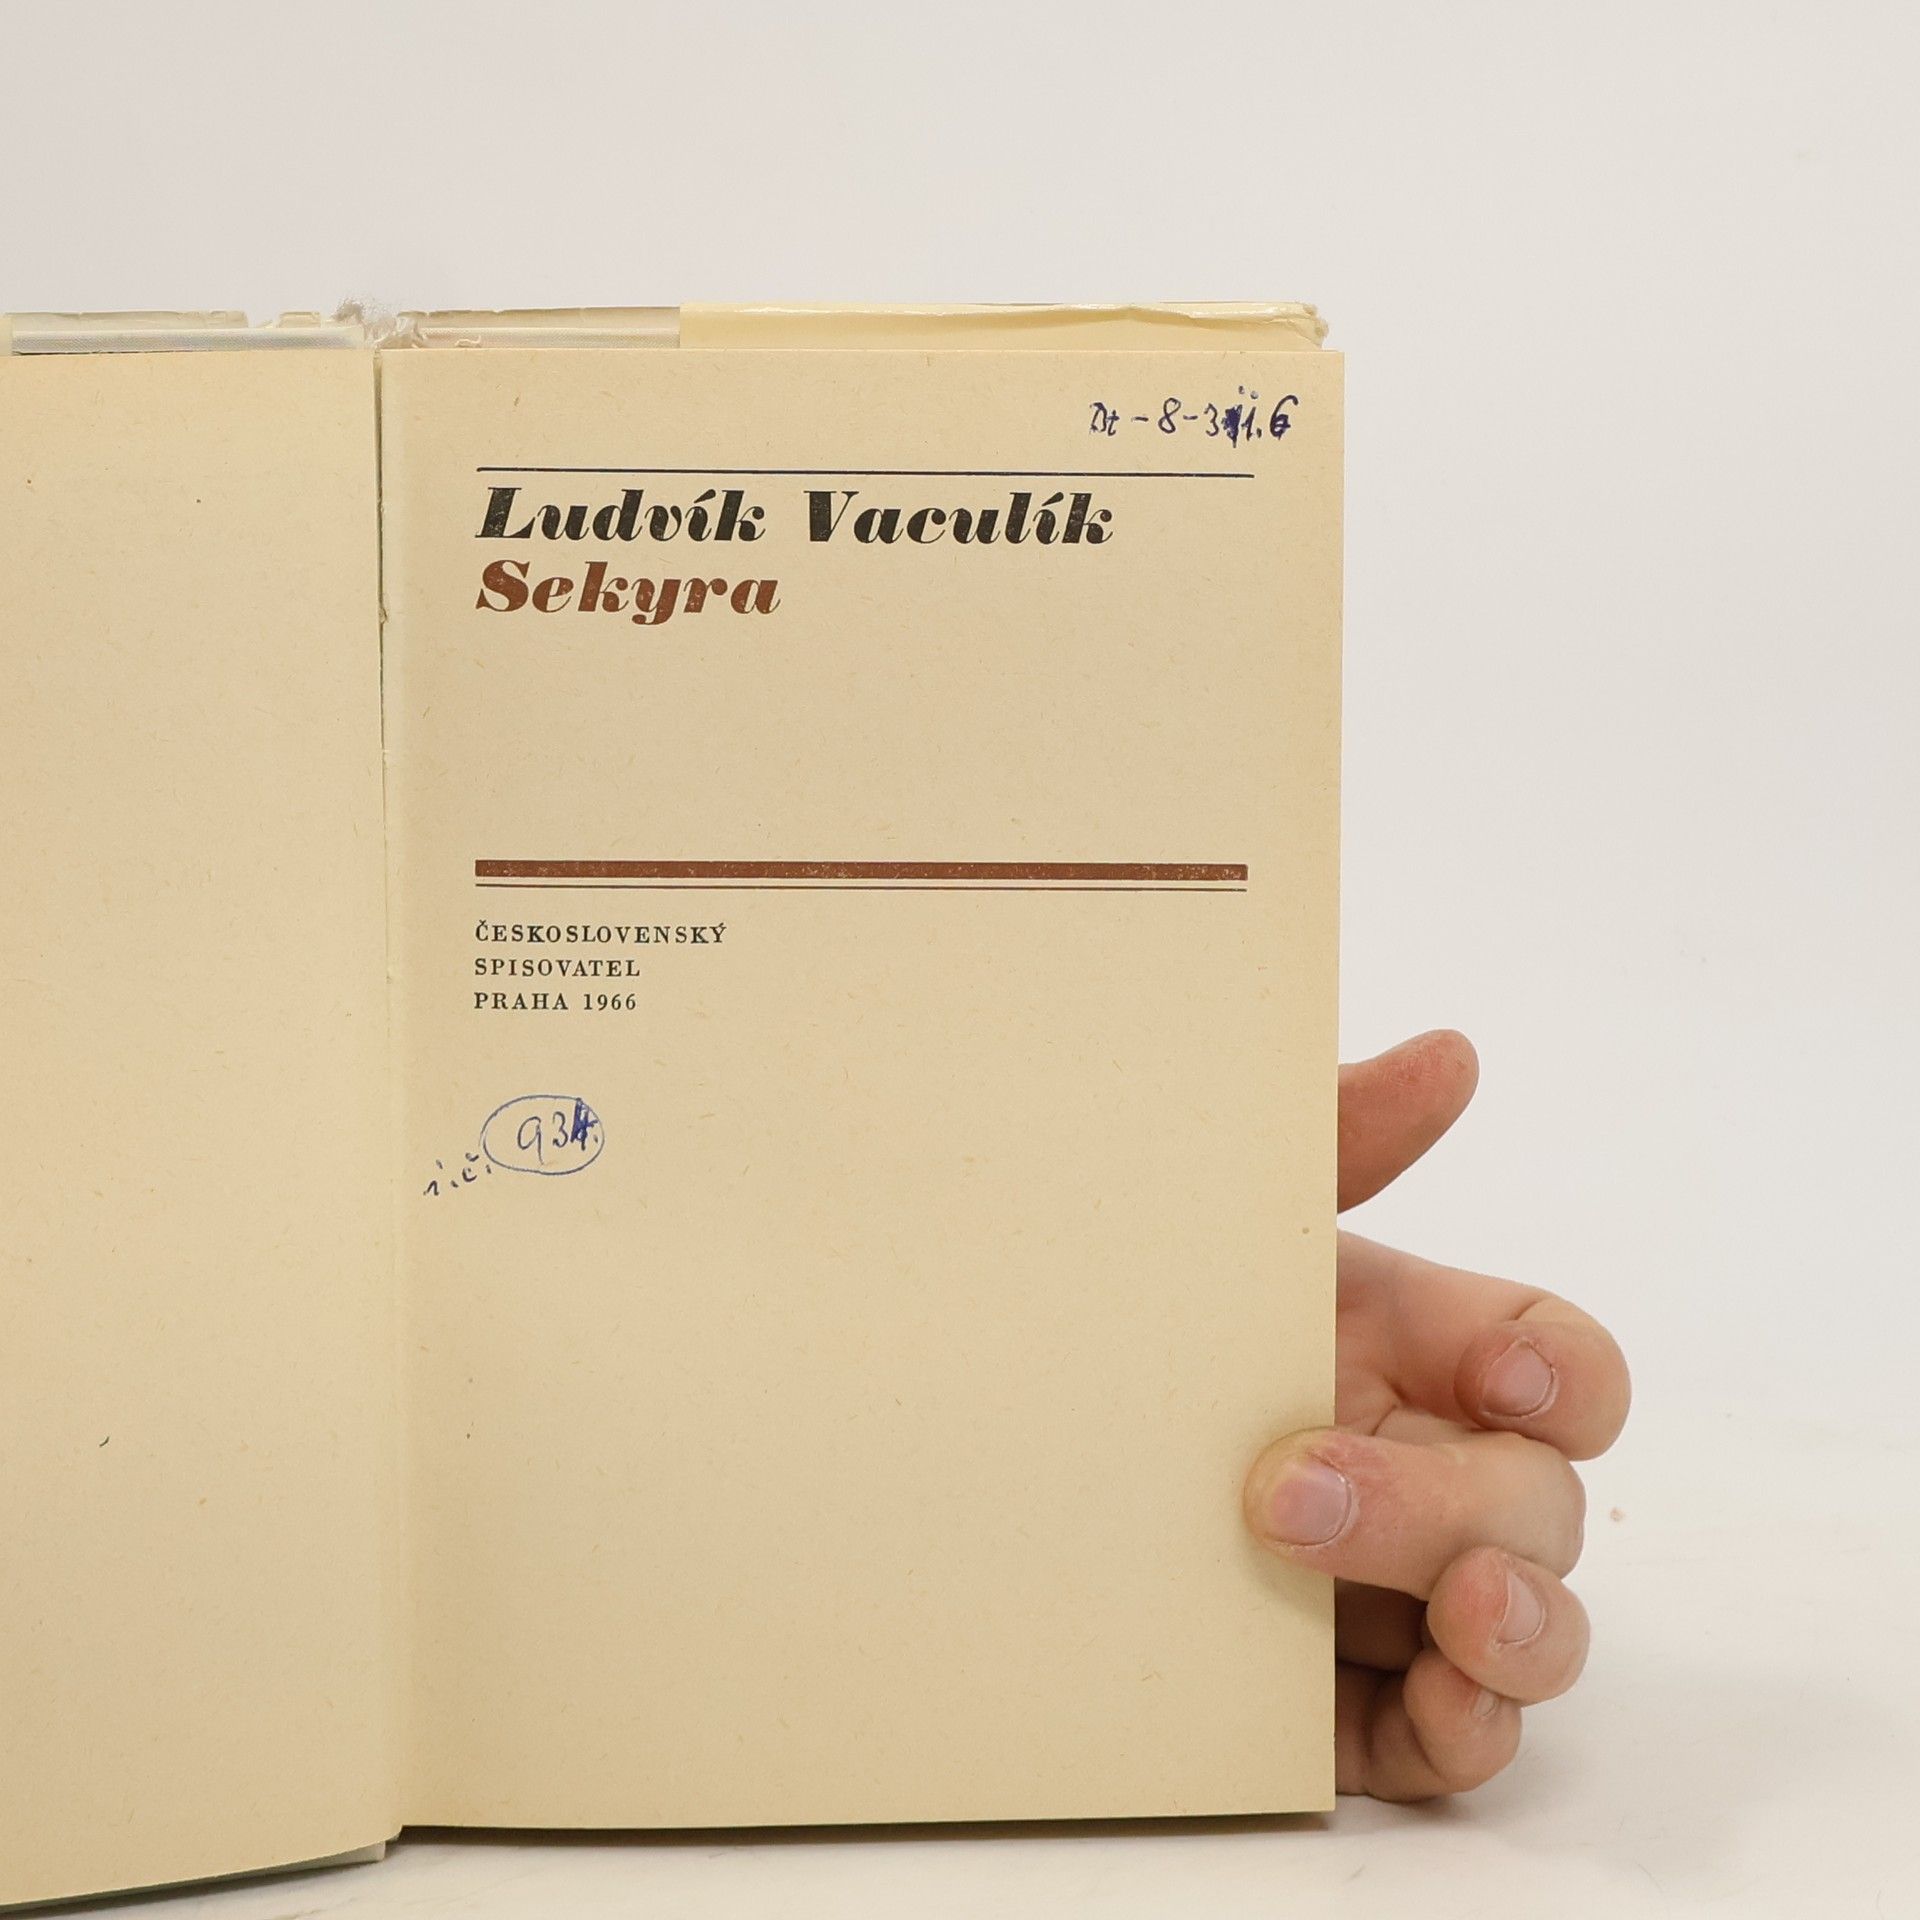 Ludvík Vaculík
Sekyra
ČESKOSLOVENSKÝ
SPISOVATEL
PRAHA 1966